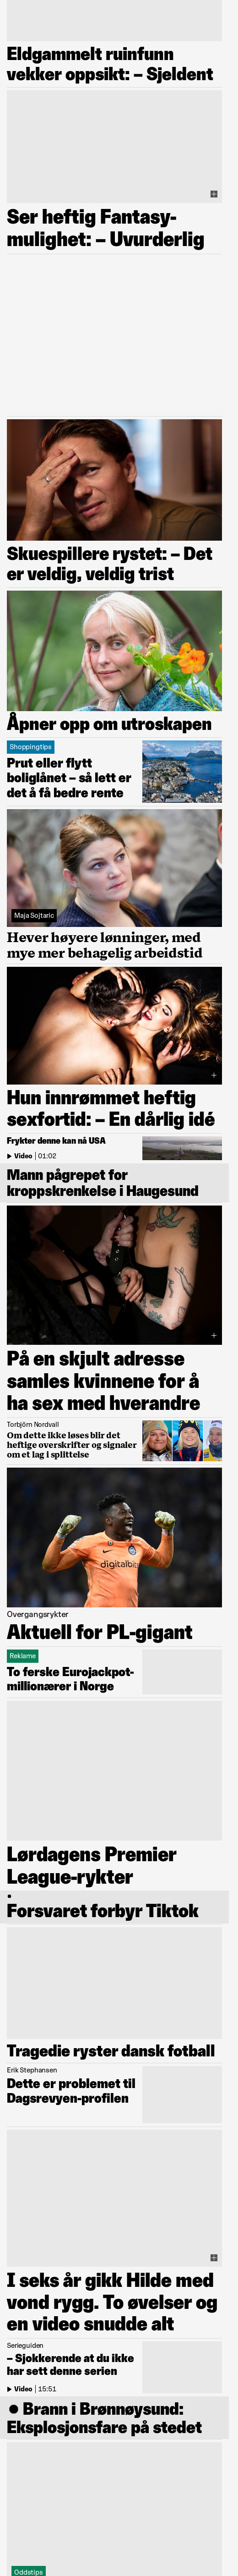 Eldgammelt ruinfunn
vekker oppsikt: – Sjeldent
Ser heftig Fantasy-
mulighet: – Uvurderlig
Skuespillere rystet: – Det
er veldig, veldig trist
Åpner opp om utroskapen
Shoppingtips
Prut eller flytt
boliglånet – så lett er
det å få bedre rente
Maja Sojtaric
Hever høyere lønninger, med
mye mer behagelig arbeidstid
Hun innrømmet heftig
sexfortid: – En dårlig idé
Frykter denne kan nå USA
Video | 01:02
Mann pågrepet for
kroppskrenkelse i Haugesund
På en skjult adresse
samles kvinnene for å
ha sex med hverandre
Torbjörn Nordvall
Om dette ikke løses blir det
heftige overskrifter og signaler
om et lag i splittelse
digitalbit
Overgangsrykter
Aktuell for PL-gigant
Reklame
To ferske Eurojackpot-
millionærer i Norge
Lørdagens Premier
League-rykter
Forsvaret forbyr Tiktok
Tragedie ryster dansk fotball
Erik Stephansen
Dette er problemet til
Dagsrevyen-profilen
I seks år gikk Hilde med
vond rygg. To øvelser og
en video snudde alt
Serieguiden
– Sjokkerende at du ikke
har sett denne serien
Video | 15:51
● Brann i Brønnøysund:
Eksplosjonsfare på stedet
Oddstips